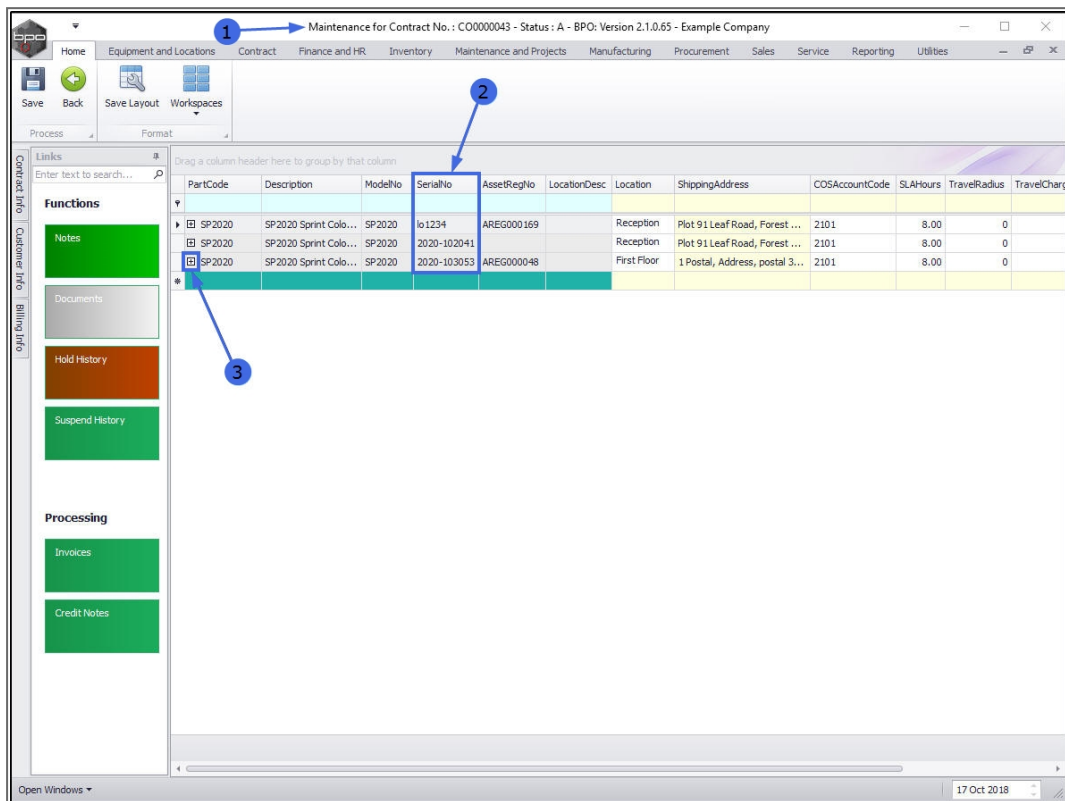 1
Maintenance for Contract No. : CO0000043 - Status : A - BPO: Version 2.1.0.65 - Example Company
bpo
Home Equipment and Locations Contract Finance and HR Inventory Maintenance and Projects Manufacturing Procurement Sales Service Reporting Utilities
Save Back Save Layout Workspaces
Process Format
2
Links
Enter text to search...
Contract Info
Customer Info
Billing Info
Functions
Notes
Documents
Hold History
Suspend History
Processing
Invoices
Credit Notes
Drag a column header here to group by that column
PartCode Description ModelNo SerialNo AssetRegNo LocationDesc Location ShippingAddress COSAccountCode SLAHours TravelRadius TravelCharg
SP2020 SP2020 Sprint Colo... SP2020 lo1234 AREG000169 Reception Plot 91 Leaf Road, Forest ... 2101 8.00 0
SP2020 SP2020 Sprint Colo... SP2020 2020-102041 Reception Plot 91 Leaf Road, Forest ... 2101 8.00 0
SP2020 SP2020 Sprint Colo... SP2020 2020-103053 AREG000048 First Floor 1 Postal, Address, postal 3... 2101 8.00 0
3
Open Windows 17 Oct 2018